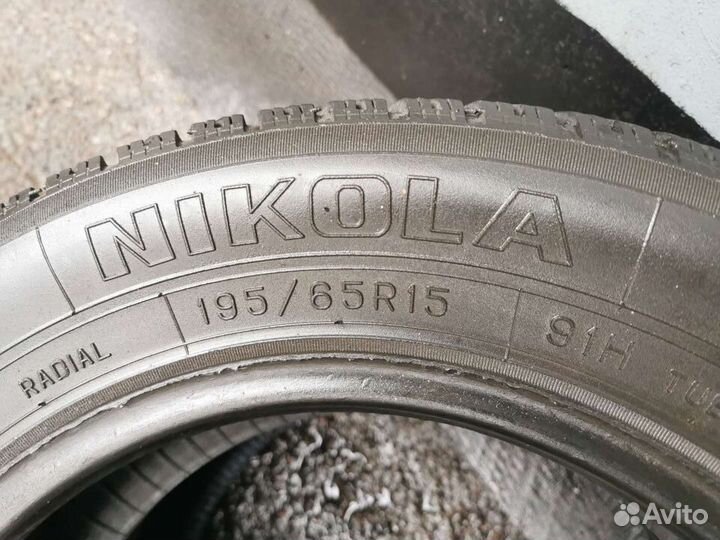 NIKOLA
195/65R15
RADIAL
91H
Avito